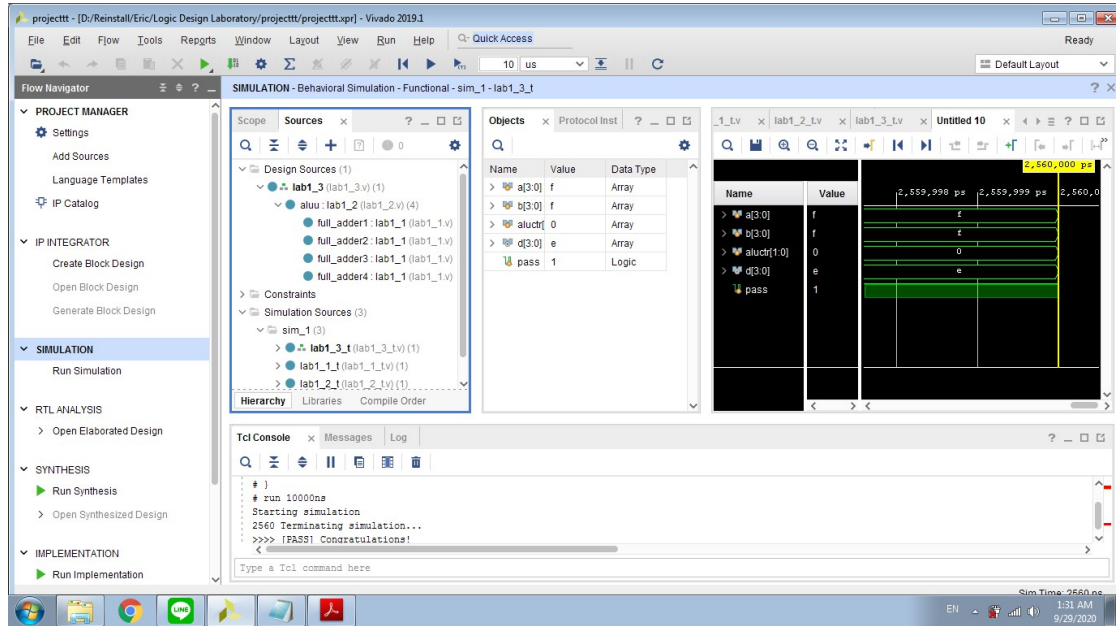 projecttt - [D:/Reinstall/Eric/Logic Design Laboratory/projecttt/projecttt.xpr] - Vivado 2019.1
File Edit Flow Tools Reports Window Layout View Run Help Q- Quick Access
Ready
10 us
Default Layout
Flow Navigator
SIMULATION - Behavioral Simulation - Functional - sim_1 - lab1_3_t
PROJECT MANAGER
Settings
Add Sources
Language Templates
IP Catalog
IP INTEGRATOR
Create Block Design
Open Block Design
Generate Block Design
SIMULATION
Run Simulation
RTL ANALYSIS
Open Elaborated Design
SYNTHESIS
Run Synthesis
Open Synthesized Design
IMPLEMENTATION
Run Implementation
Scope Sources
0
Design Sources (1)
lab1_3 (lab1_3.v) (1)
aluu : lab1_2 (lab1_2.v) (4)
full_adder1 : lab1_1 (lab1_1.v)
full_adder2 : lab1_1 (lab1_1.v)
full_adder3 : lab1_1 (lab1_1.v)
full_adder4 : lab1_1 (lab1_1.v)
Constraints
Simulation Sources (3)
sim_1 (3)
lab1_3_t (lab1_3_t.v) (1)
lab1_1_t (lab1_1_t.v) (1)
lab1_2_t (lab1_2_t.v) (1)
Hierarchy Libraries Compile Order
Objects Protocol Inst
Name Value Data Type
a[3:0] f Array
b[3:0] f Array
aluctr[ 0 Array
d[3:0] e Array
pass 1 Logic
_1_t.v lab1_2_t.v lab1_3_t.v Untitled 10
2,560,000 ps
Name Value 2,559,998 ps 2,559,999 ps 2,560,0
a[3:0] f f
b[3:0] f f
aluctr[1:0] 0 0
d[3:0] e e
pass 1
Tcl Console Messages Log
# }
# run 10000ns
Starting simulation
2560 Terminating simulation...
>>>> [PASS] Congratulations!
Type a Tcl command here
Sim Time: 2560 ns
LINE
EN
1:31 AM
9/29/2020